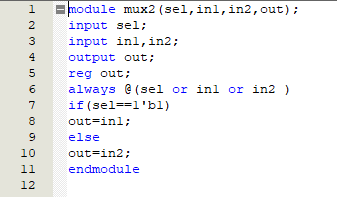 1 module mux2(sel,in1,in2,out);
2 input sel;
3 input in1,in2;
4 output out;
5 reg out;
6 always @(sel or in1 or in2 )
7 if(sel==1'b1)
8 out=in1;
9 else
10 out=in2;
11 endmodule
12